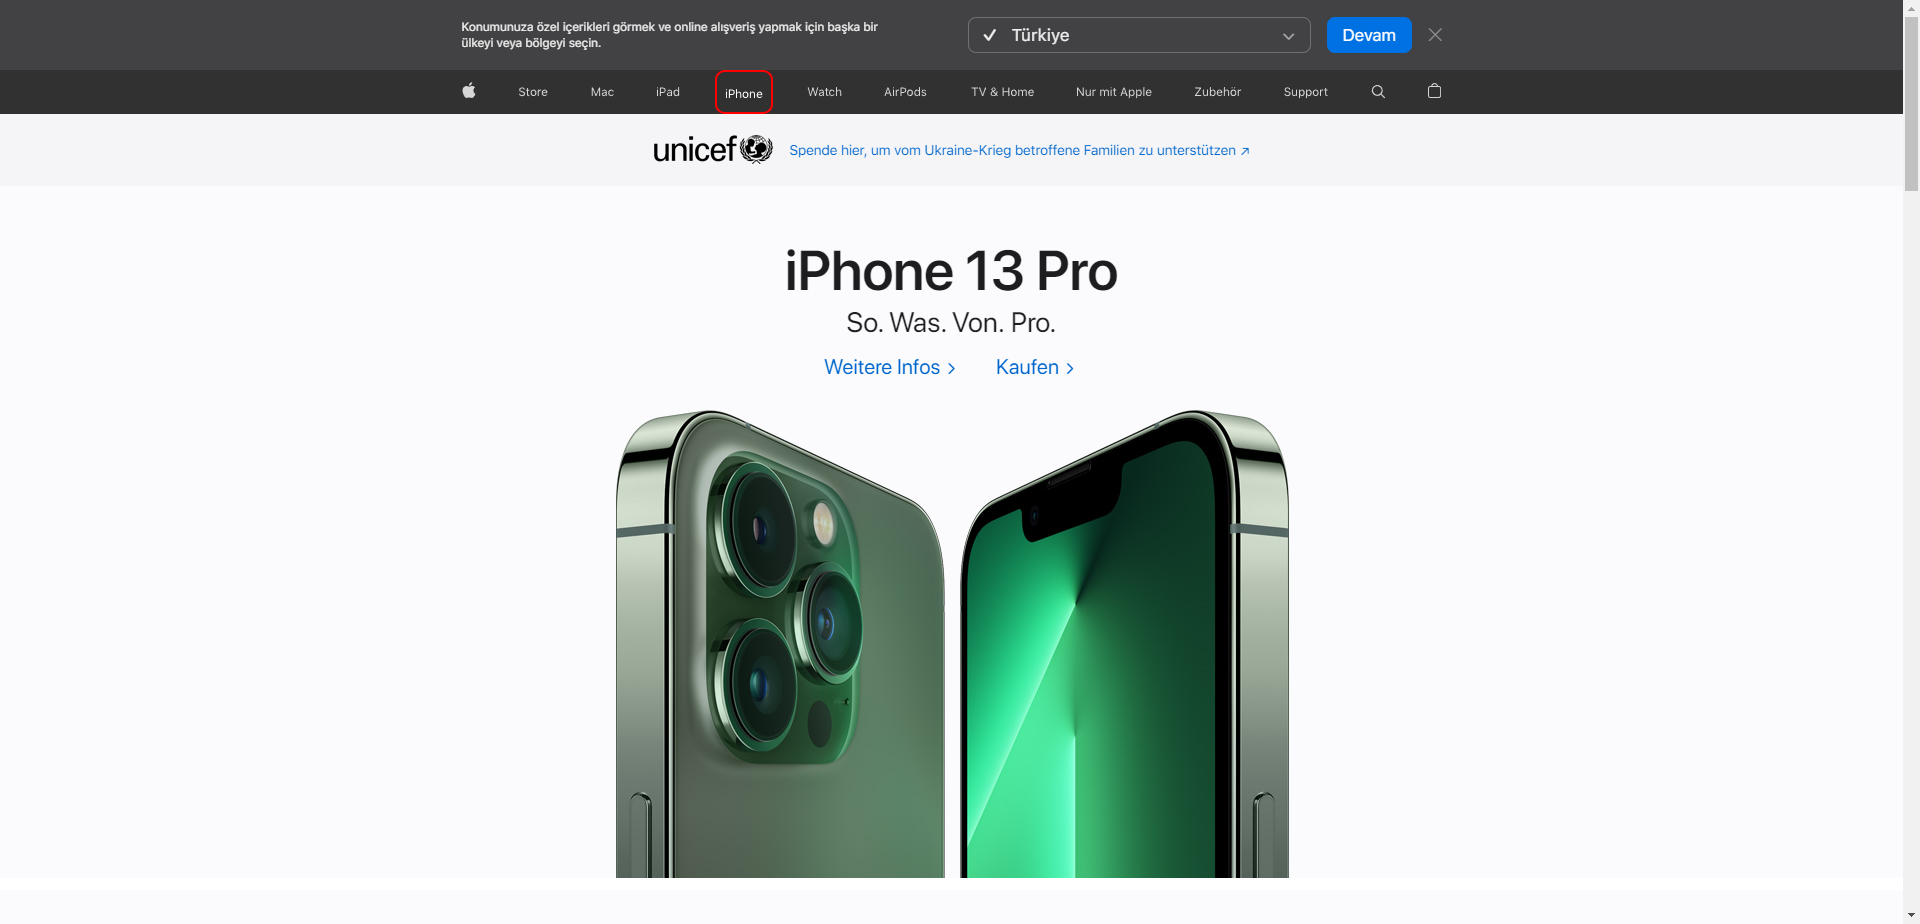 Konumunuza özel içerikleri görmek ve online alışveriş yapmak için başka bir
ülkeyi veya bölgeyi seçin.
Türkiye
Devam
Store Mac iPad iPhone Watch AirPods TV & Home Nur mit Apple Zubehör Support
unicef Spende hier, um vom Ukraine-Krieg betroffene Familien zu unterstützen
iPhone 13 Pro
So. Was. Von. Pro.
Weitere Infos Kaufen